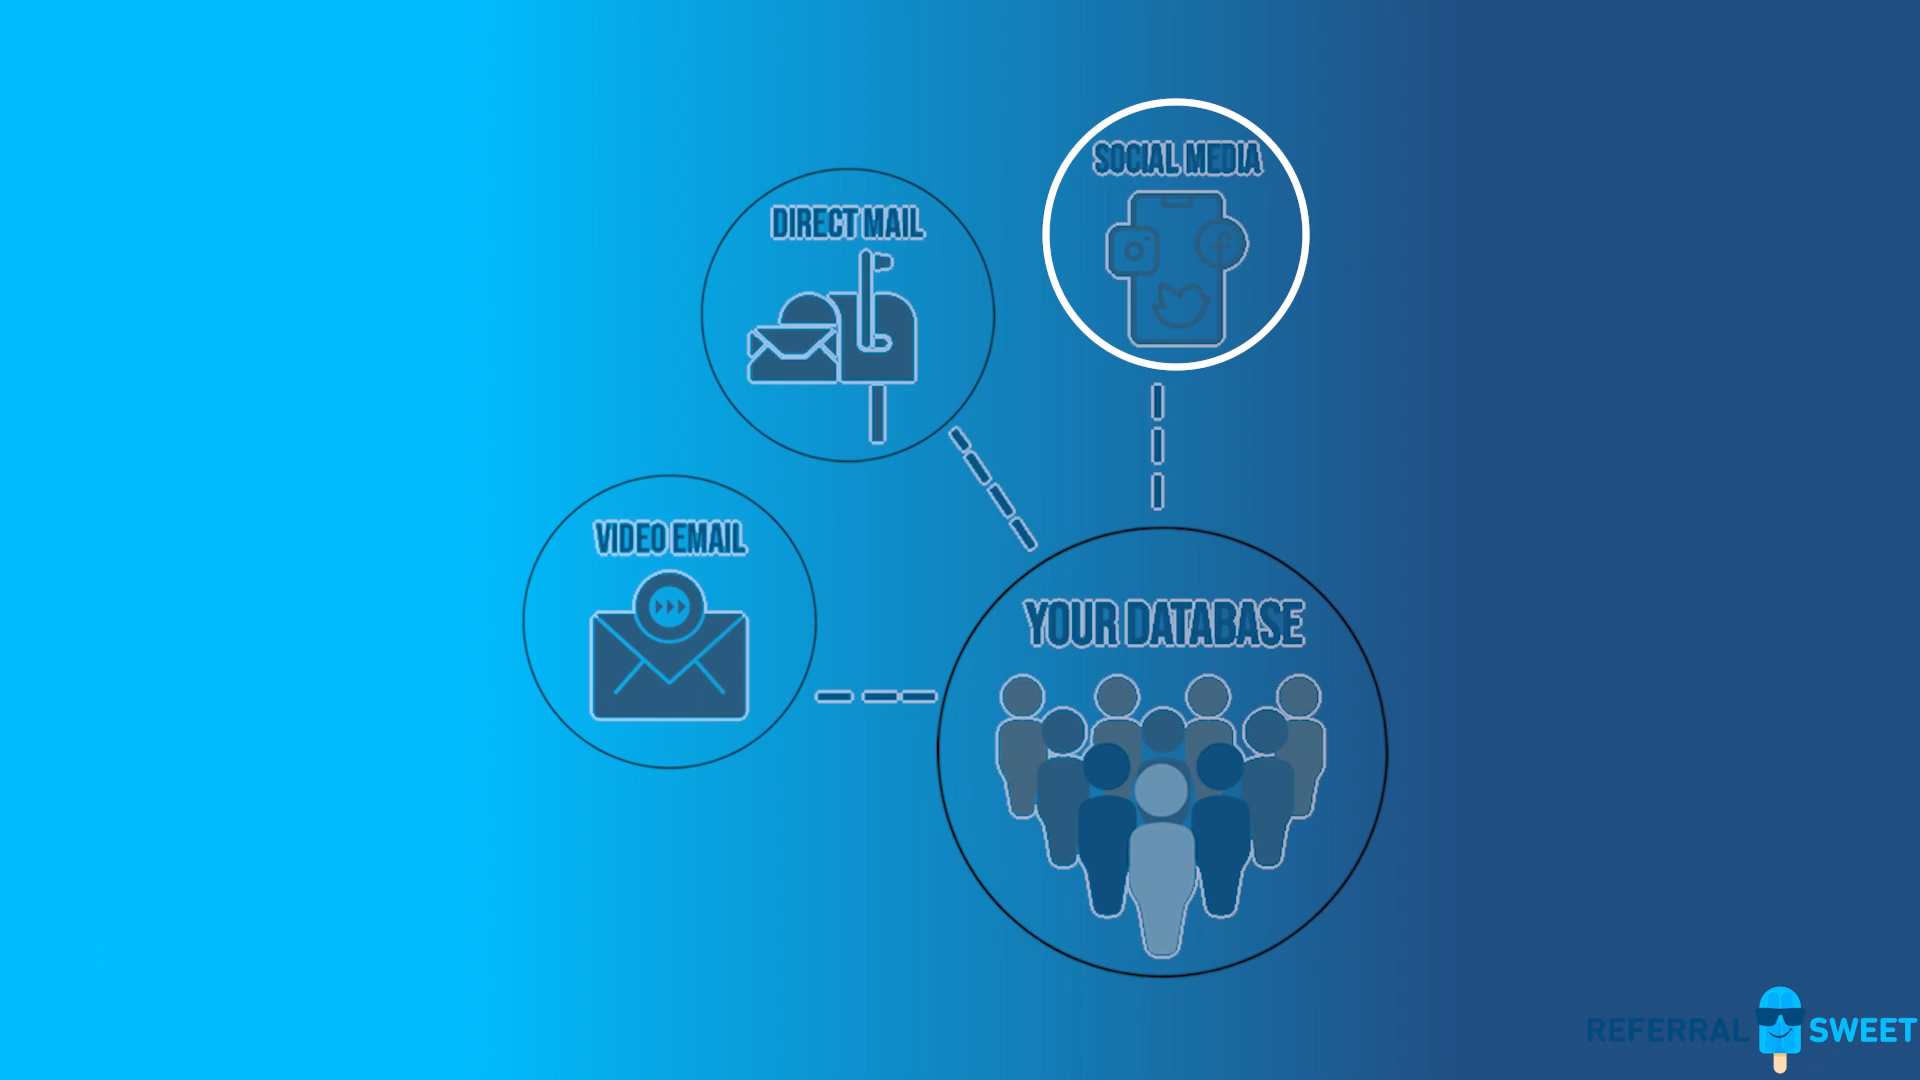 SOCIAL MEDIA
DIRECT MAIL
VIDEO EMAIL
YOUR DATABASE
REFERRAL SWEET